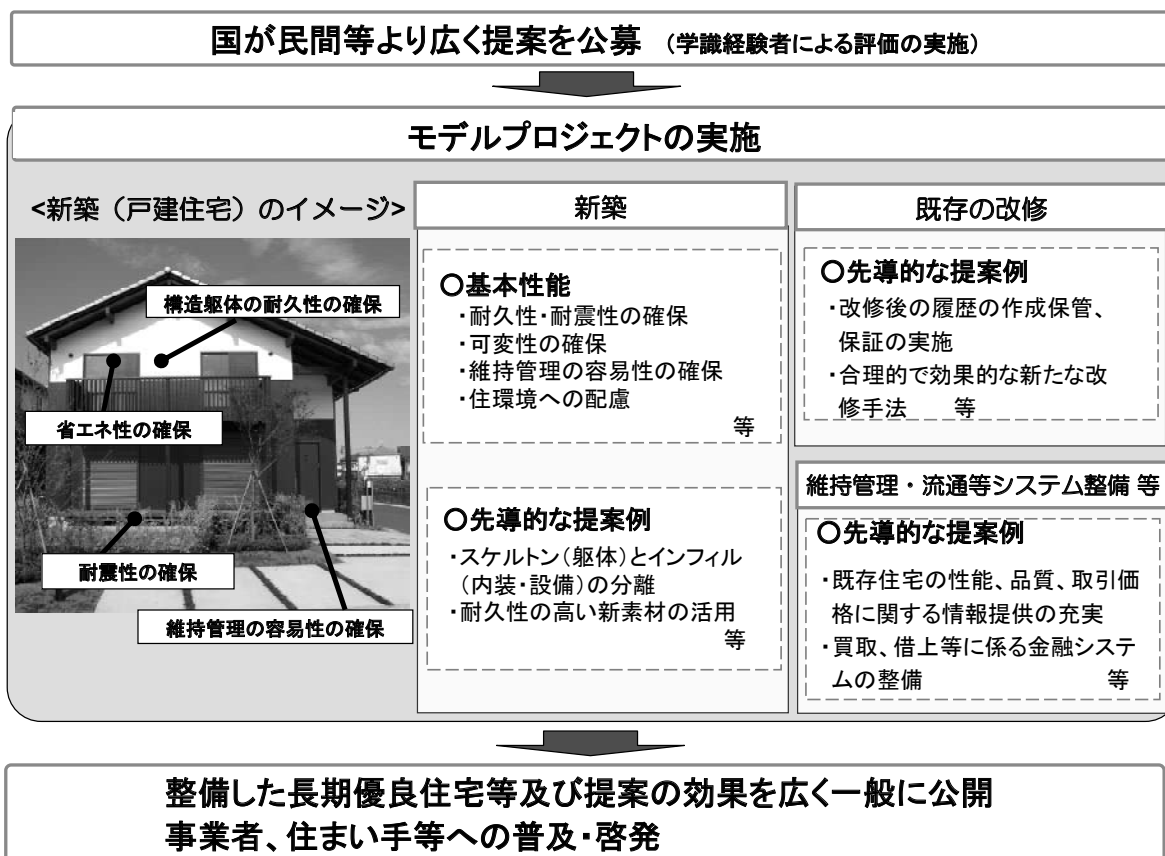 国が民間等より広く提案を公募 (学識経験者による評価の実施)
モデルプロジェクトの実施
<新築（戸建住宅）のイメージ>
構造躯体の耐久性の確保
省エネ性の確保
耐震性の確保
維持管理の容易性の確保
新築
○基本性能
・耐久性・耐震性の確保
・可変性の確保
・維持管理の容易性の確保
・住環境への配慮
等
○先導的な提案例
・スケルトン(躯体)とインフィル
(内装・設備)の分離
・耐久性の高い新素材の活用
等
既存の改修
○先導的な提案例
・改修後の履歴の作成保管、
保証の実施
・合理的で効果的な新たな改
修手法 等
維持管理・流通等システム整備 等
○先導的な提案例
・既存住宅の性能、品質、取引価
格に関する情報提供の充実
・買取、借上等に係る金融システ
ムの整備 等
整備した長期優良住宅等及び提案の効果を広く一般に公開
事業者、住まい手等への普及・啓発